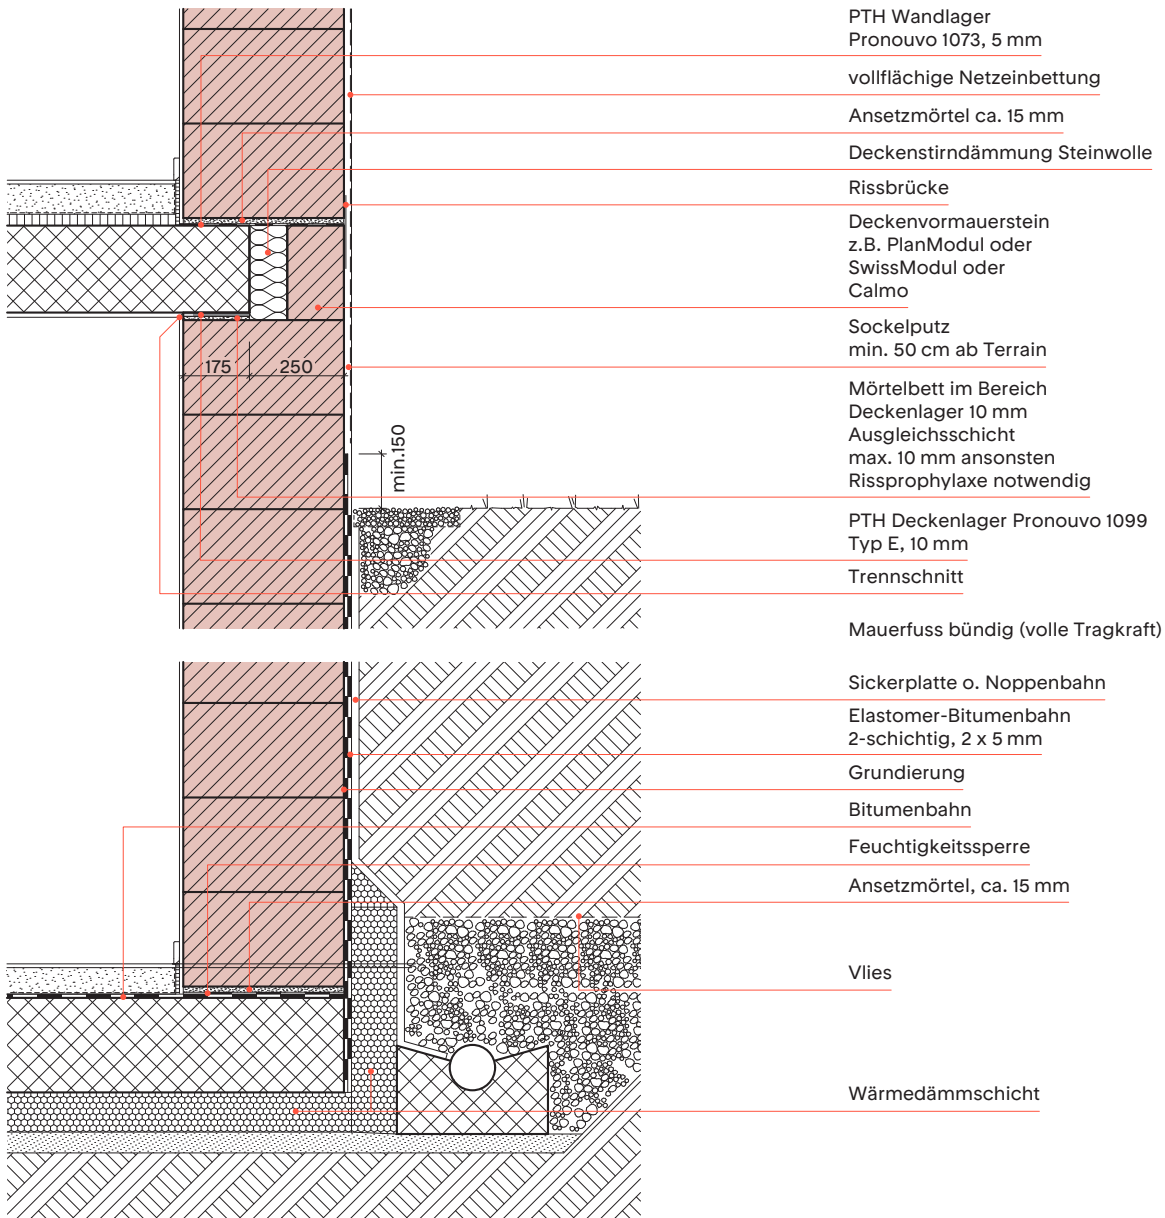 PTH Wandlager
Pronouvo 1073, 5 mm
vollflächige Netzeinbettung
Ansetzmörtel ca. 15 mm
Deckenstirndämmung Steinwolle
Rissbrücke
Deckenvormauerstein
z.B. PlanModul oder
SwissModul oder
Calmo
Sockelputz
min. 50 cm ab Terrain
175
250
Mörtelbett im Bereich
Deckenlager 10 mm
Ausgleichsschicht
max. 10 mm ansonsten
Rissprophylaxe notwendig
min.150
PTH Deckenlager Pronouvo 1099
Typ E, 10 mm
Trennschnitt
Mauerfuss bündig (volle Tragkraft)
Sickerplatte o. Noppenbahn
Elastomer-Bitumenbahn
2-schichtig, 2 x 5 mm
Grundierung
Bitumenbahn
Feuchtigkeitssperre
Ansetzmörtel, ca. 15 mm
Vlies
Wärmedämmschicht